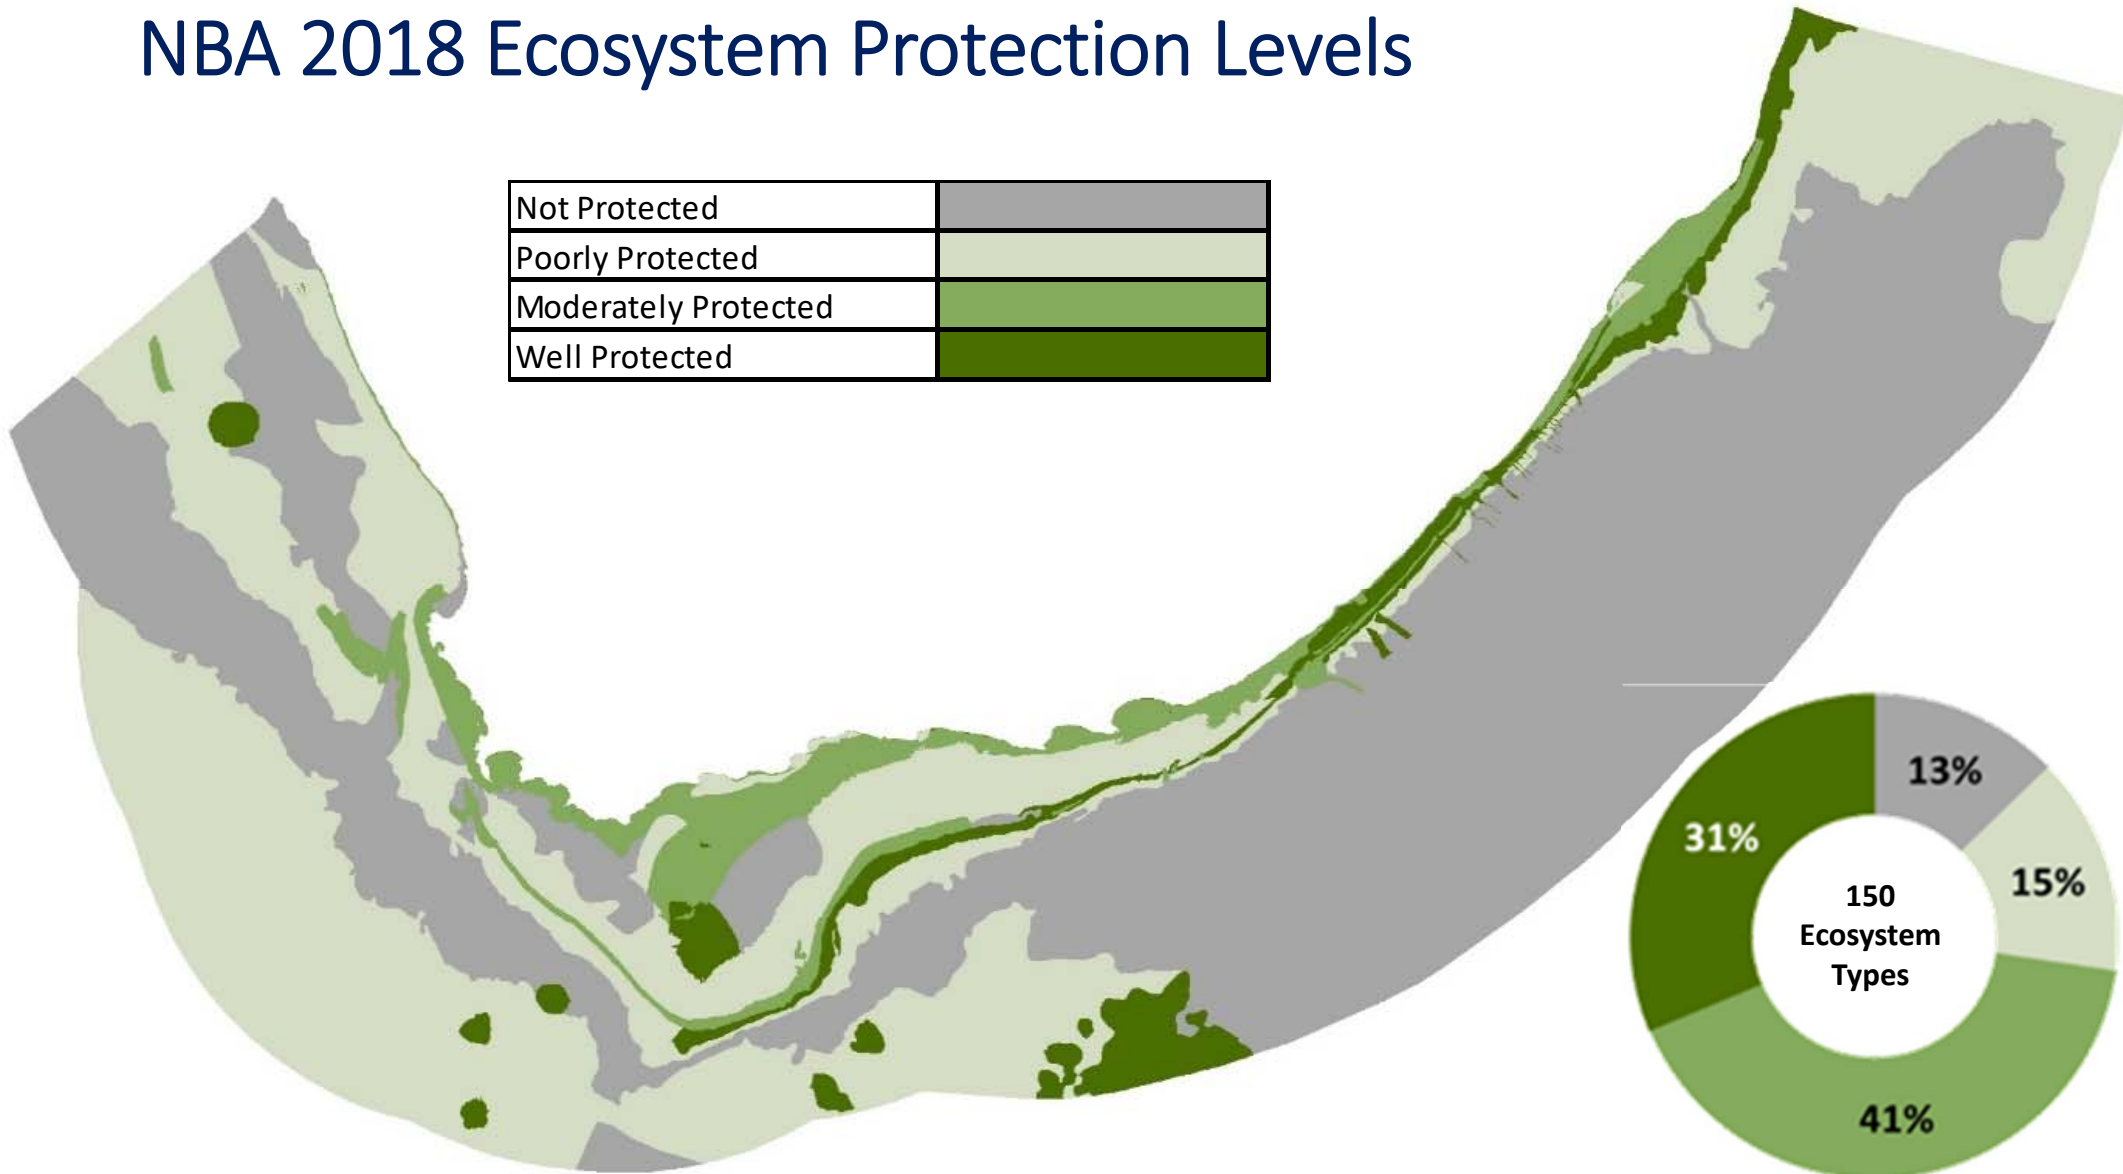 NBA 2018 Ecosystem Protection Levels
Not Protected
Poorly Protected
Moderately Protected
Well Protected
13%
31%
15%
150
Ecosystem
Types
41%